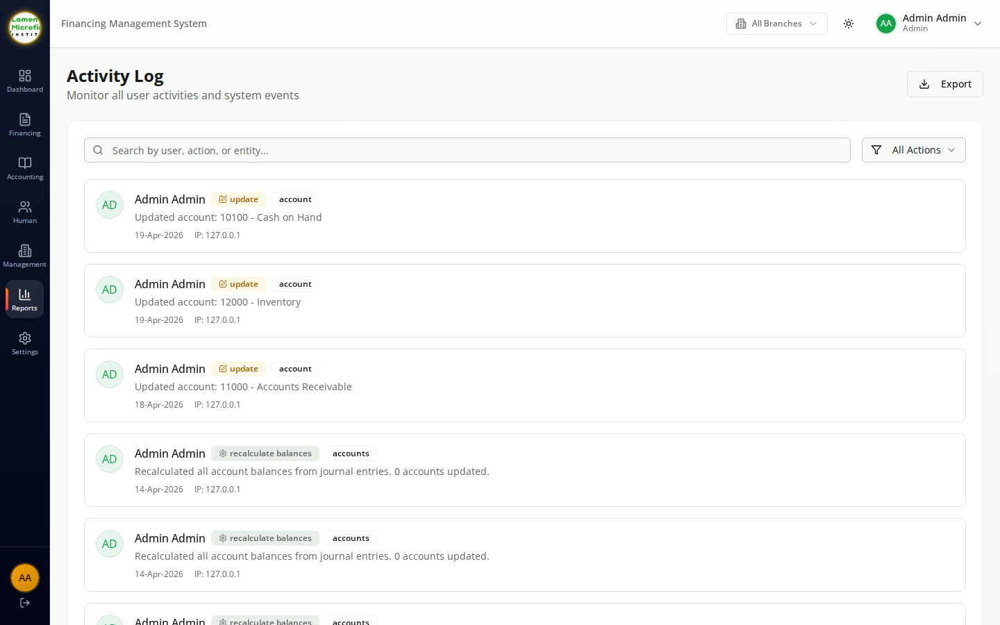 Lamen
Microfi
INSTIT
Financing Management System
All Branches
AA
Admin Admin
Admin
Dashboard
Financing
Accounting
Human
Management
Reports
Settings
AA
Activity Log
Monitor all user activities and system events
Export
Search by user, action, or entity...
All Actions
AD
Admin Admin update account
Updated account: 10100 - Cash on Hand
19-Apr-2026 IP: 127.0.0.1
AD
Admin Admin update account
Updated account: 12000 - Inventory
19-Apr-2026 IP: 127.0.0.1
AD
Admin Admin update account
Updated account: 11000 - Accounts Receivable
18-Apr-2026 IP: 127.0.0.1
AD
Admin Admin recalculate balances accounts
Recalculated all account balances from journal entries. 0 accounts updated.
14-Apr-2026 IP: 127.0.0.1
AD
Admin Admin recalculate balances accounts
Recalculated all account balances from journal entries. 0 accounts updated.
14-Apr-2026 IP: 127.0.0.1
Admin Admin recalculate balances accounts